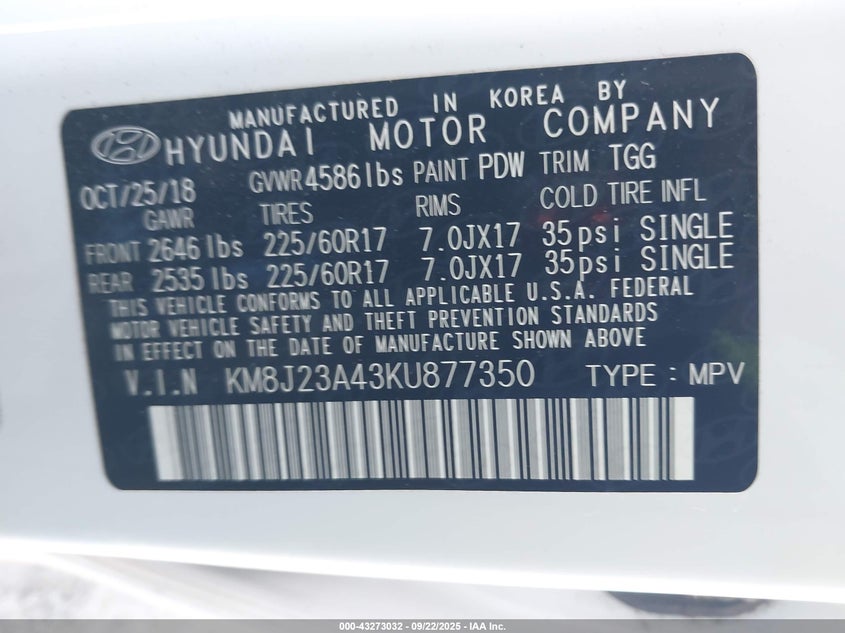 MANUFACTURED IN KOREA BY
HYUNDAI MOTOR COMPANY
OCT/25/18 GVWR 4586 lbs PAINT PDW TRIM TGG
GAWR TIRES RIMS COLD TIRE INFL
FRONT 2646 lbs 225/60R17 7.0JX17 35psi SINGLE
REAR 2535 lbs 225/60R17 7.0JX17 35psi SINGLE
THIS VEHICLE CONFORMS TO ALL APPLICABLE U.S.A. FEDERAL
MOTOR VEHICLE SAFETY AND THEFT PREVENTION STANDARDS
IN EFFECT ON THE DATE OF MANUFACTURE SHOWN ABOVE
V.I.N KM8J23A43KU877350 TYPE : MPV
000-43273032 - 09/22/2025 - IAA Inc.